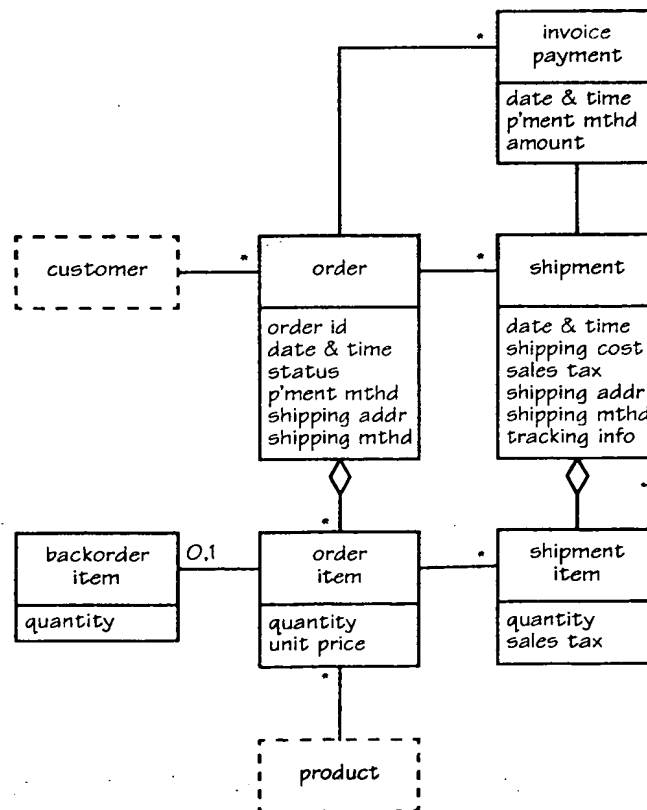 *
invoice
payment
date & time
p'ment mthd
amount
customer
*
order
*
shipment
order id
date & time
status
p'ment mthd
shipping addr
shipping mthd
date & time
shipping cost
sales tax
shipping addr
shipping mthd
tracking info
*
backorder
item
0,1
order
item
*
shipment
item
quantity
quantity
unit price
quantity
sales tax
*
product